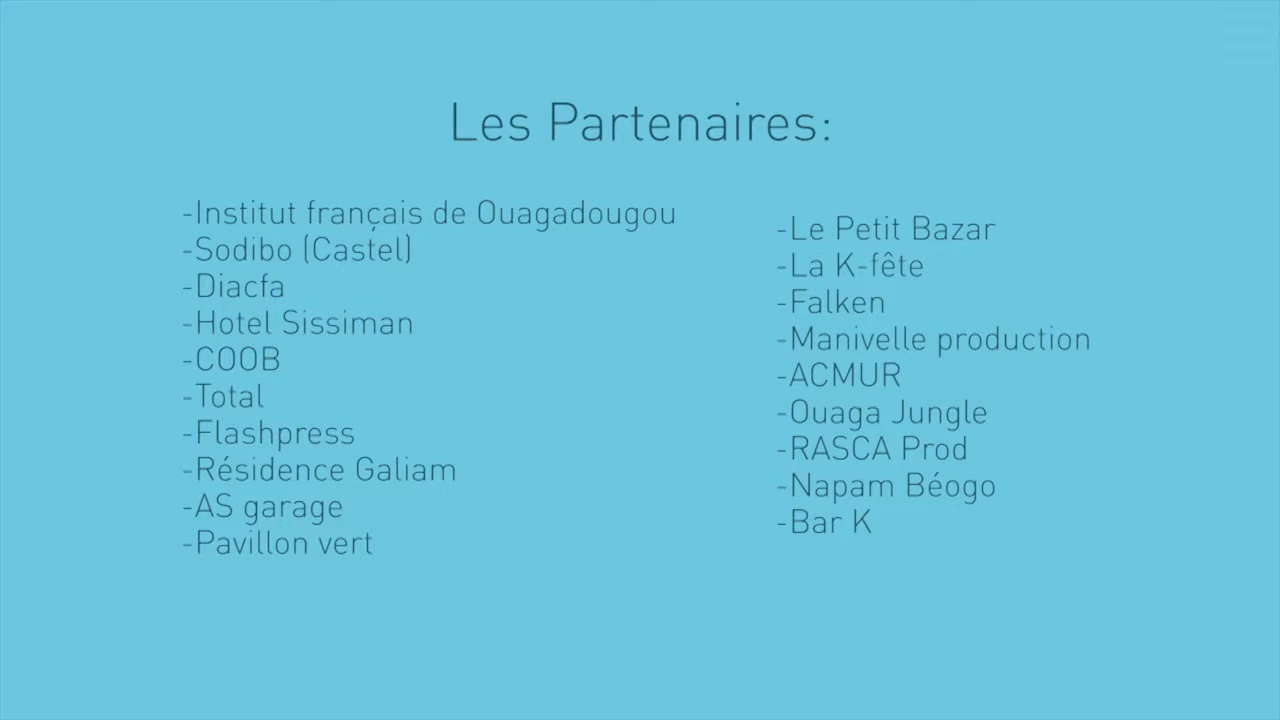 Les Partenaires:
-Institut français de Ouagadougou
-Sodibo (Castel)
-Diacfa
-Hotel Sissiman
-COOB
-Total
-Flashpress
-Résidence Galiam
-AS garage
-Pavillon vert
-Le Petit Bazar
-La K-fête
-Falken
-Manivelle production
-ACMUR
-Ouaga Jungle
-RASCA Prod
-Napam Béogo
-Bar K